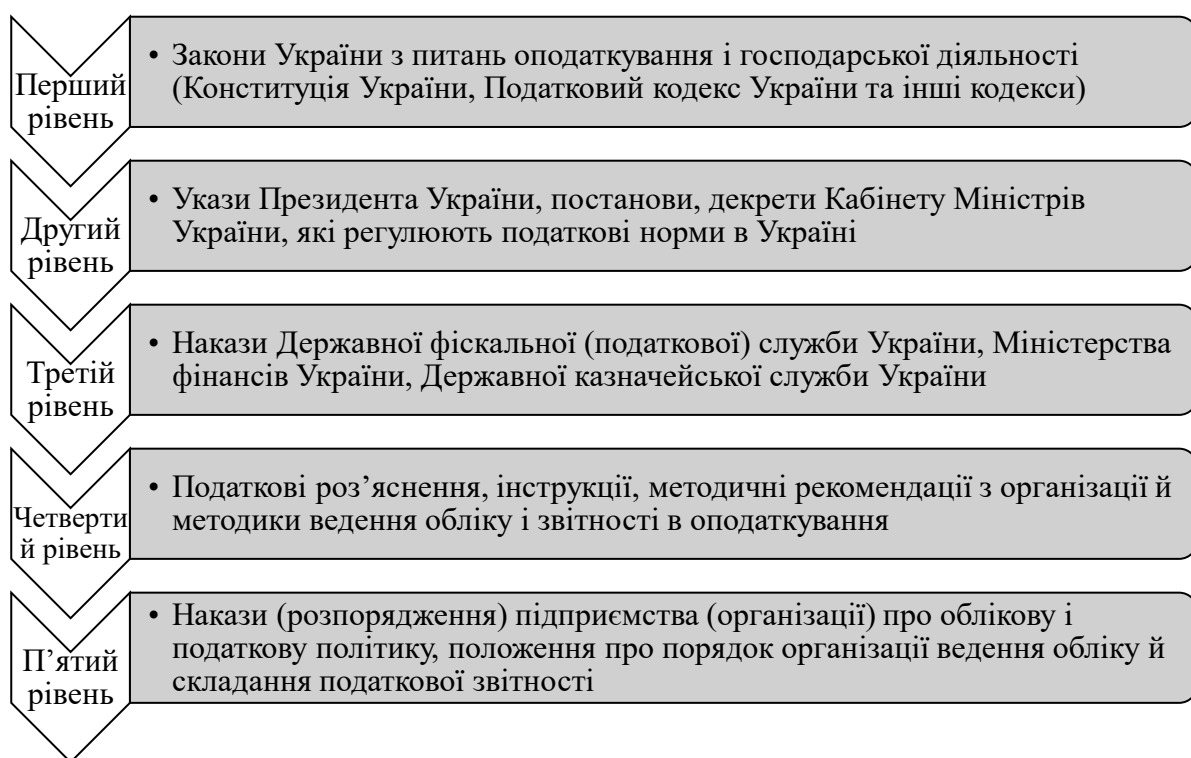 Перший
рівень
• Закони України з питань оподаткування і господарської діяльності
(Конституція України, Податковий кодекс України та інші кодекси)
Другий
рівень
• Укази Президента України, постанови, декрети Кабінету Міністрів
України, які регулюють податкові норми в Україні
Третій
рівень
• Накази Державної фіскальної (податкової) служби України, Міністерства
фінансів України, Державної казначейської служби України
Четверти
й рівень
• Податкові роз’яснення, інструкції, методичні рекомендації з організації й
методики ведення обліку і звітності в оподаткування
П’ятий
рівень
• Накази (розпорядження) підприємства (організації) про облікову і
податкову політику, положення про порядок організації ведення обліку й
складання податкової звітності